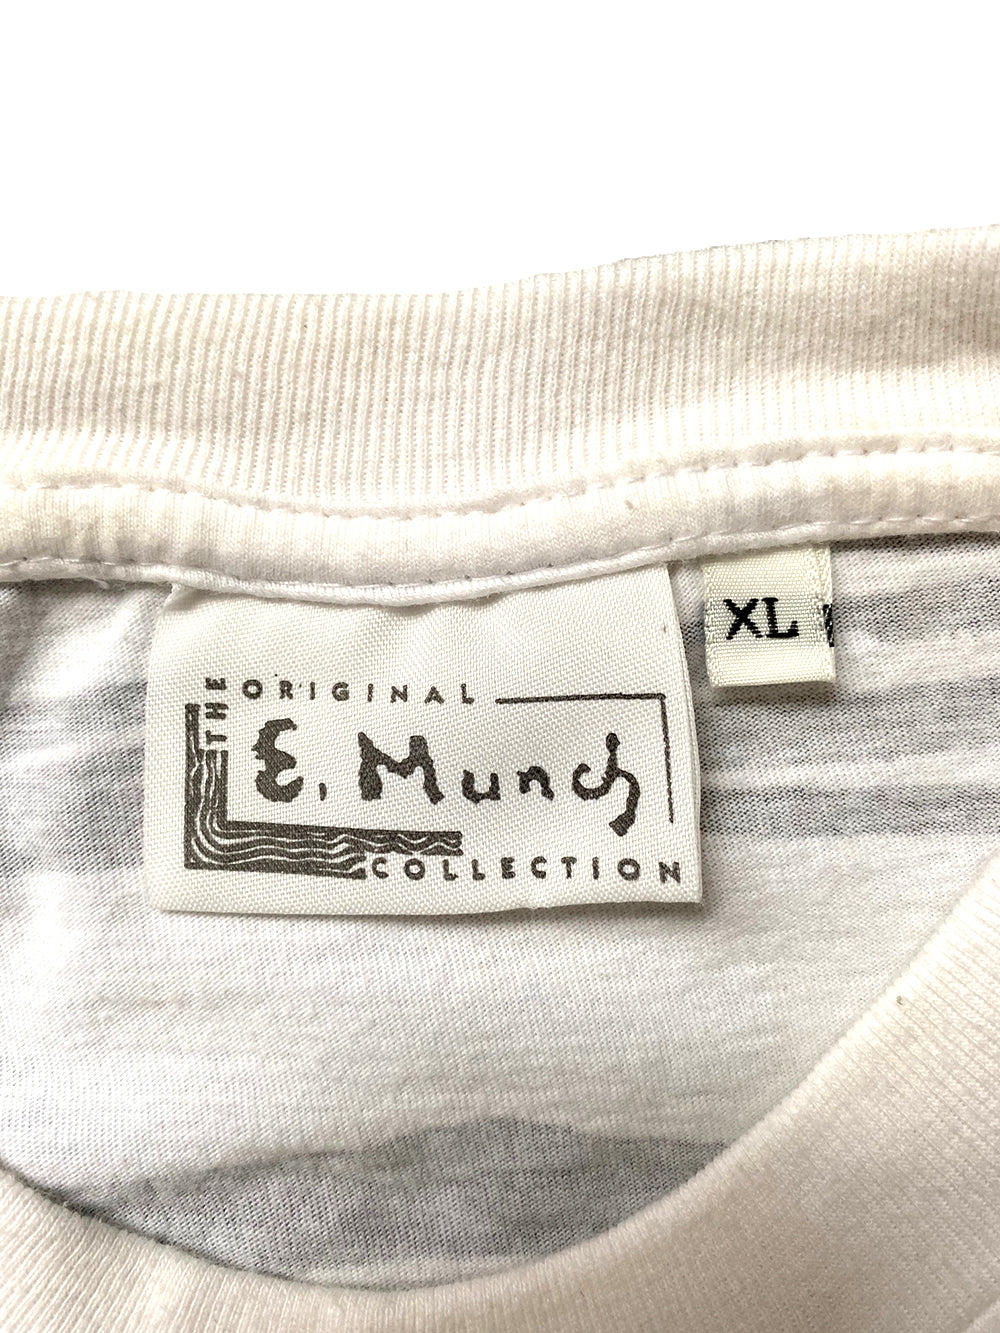 THE ORIGINAL
E. Munch
COLLECTION
XL